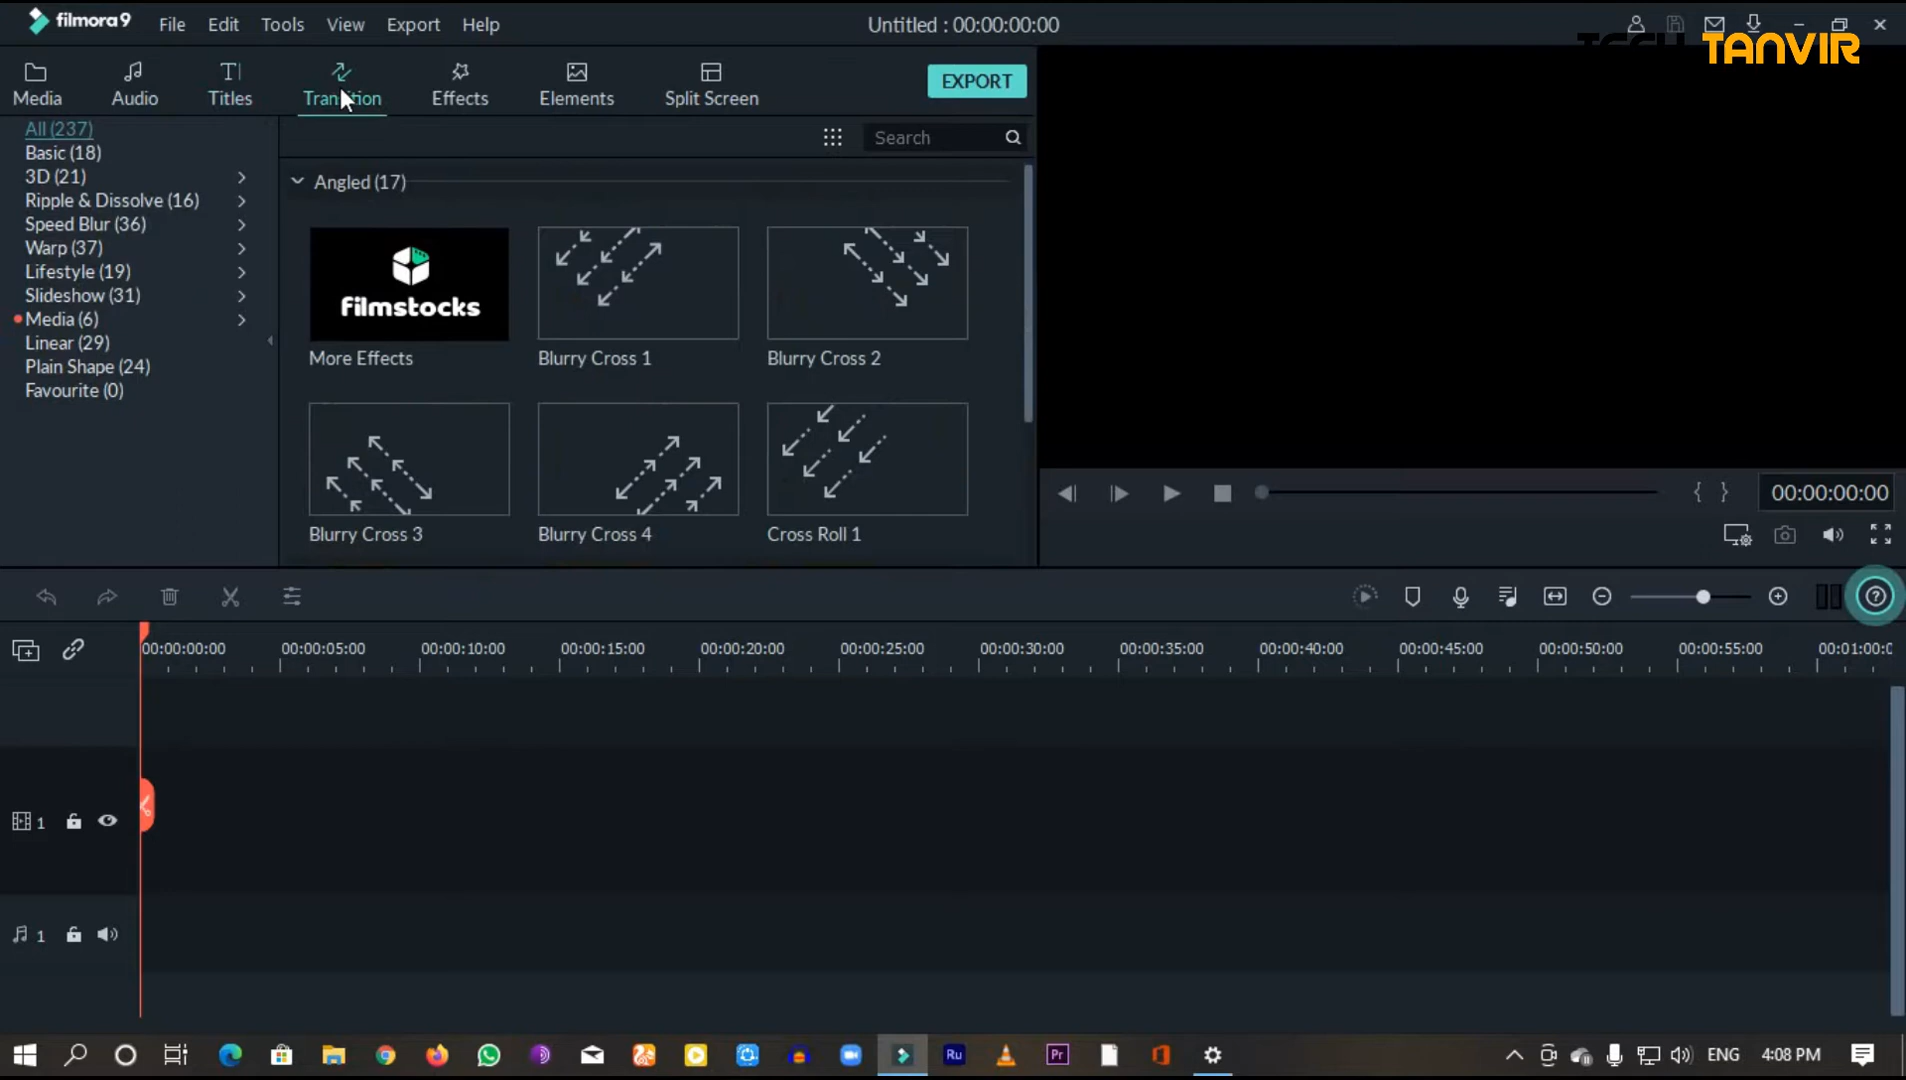 filmora9 File Edit Tools View Export Help Untitled : 00:00:00:00
TECH TANVIR
Media Audio Titles Transition Effects Elements Split Screen EXPORT
All (237)
Basic (18)
3D (21)
Ripple & Dissolve (16)
Speed Blur (36)
Warp (37)
Lifestyle (19)
Slideshow (31)
Media (6)
Linear (29)
Plain Shape (24)
Favourite (0)
Search
Angled (17)
filmstocks
More Effects Blurry Cross 1 Blurry Cross 2
Blurry Cross 3 Blurry Cross 4 Cross Roll 1
{ } 00:00:00:00
00:00:00:00 00:00:05:00 00:00:10:00 00:00:15:00 00:00:20:00 00:00:25:00 00:00:30:00 00:00:35:00 00:00:40:00 00:00:45:00 00:00:50:00 00:00:55:00 00:01:00:0
1
1
Ru Pr ENG 4:08 PM